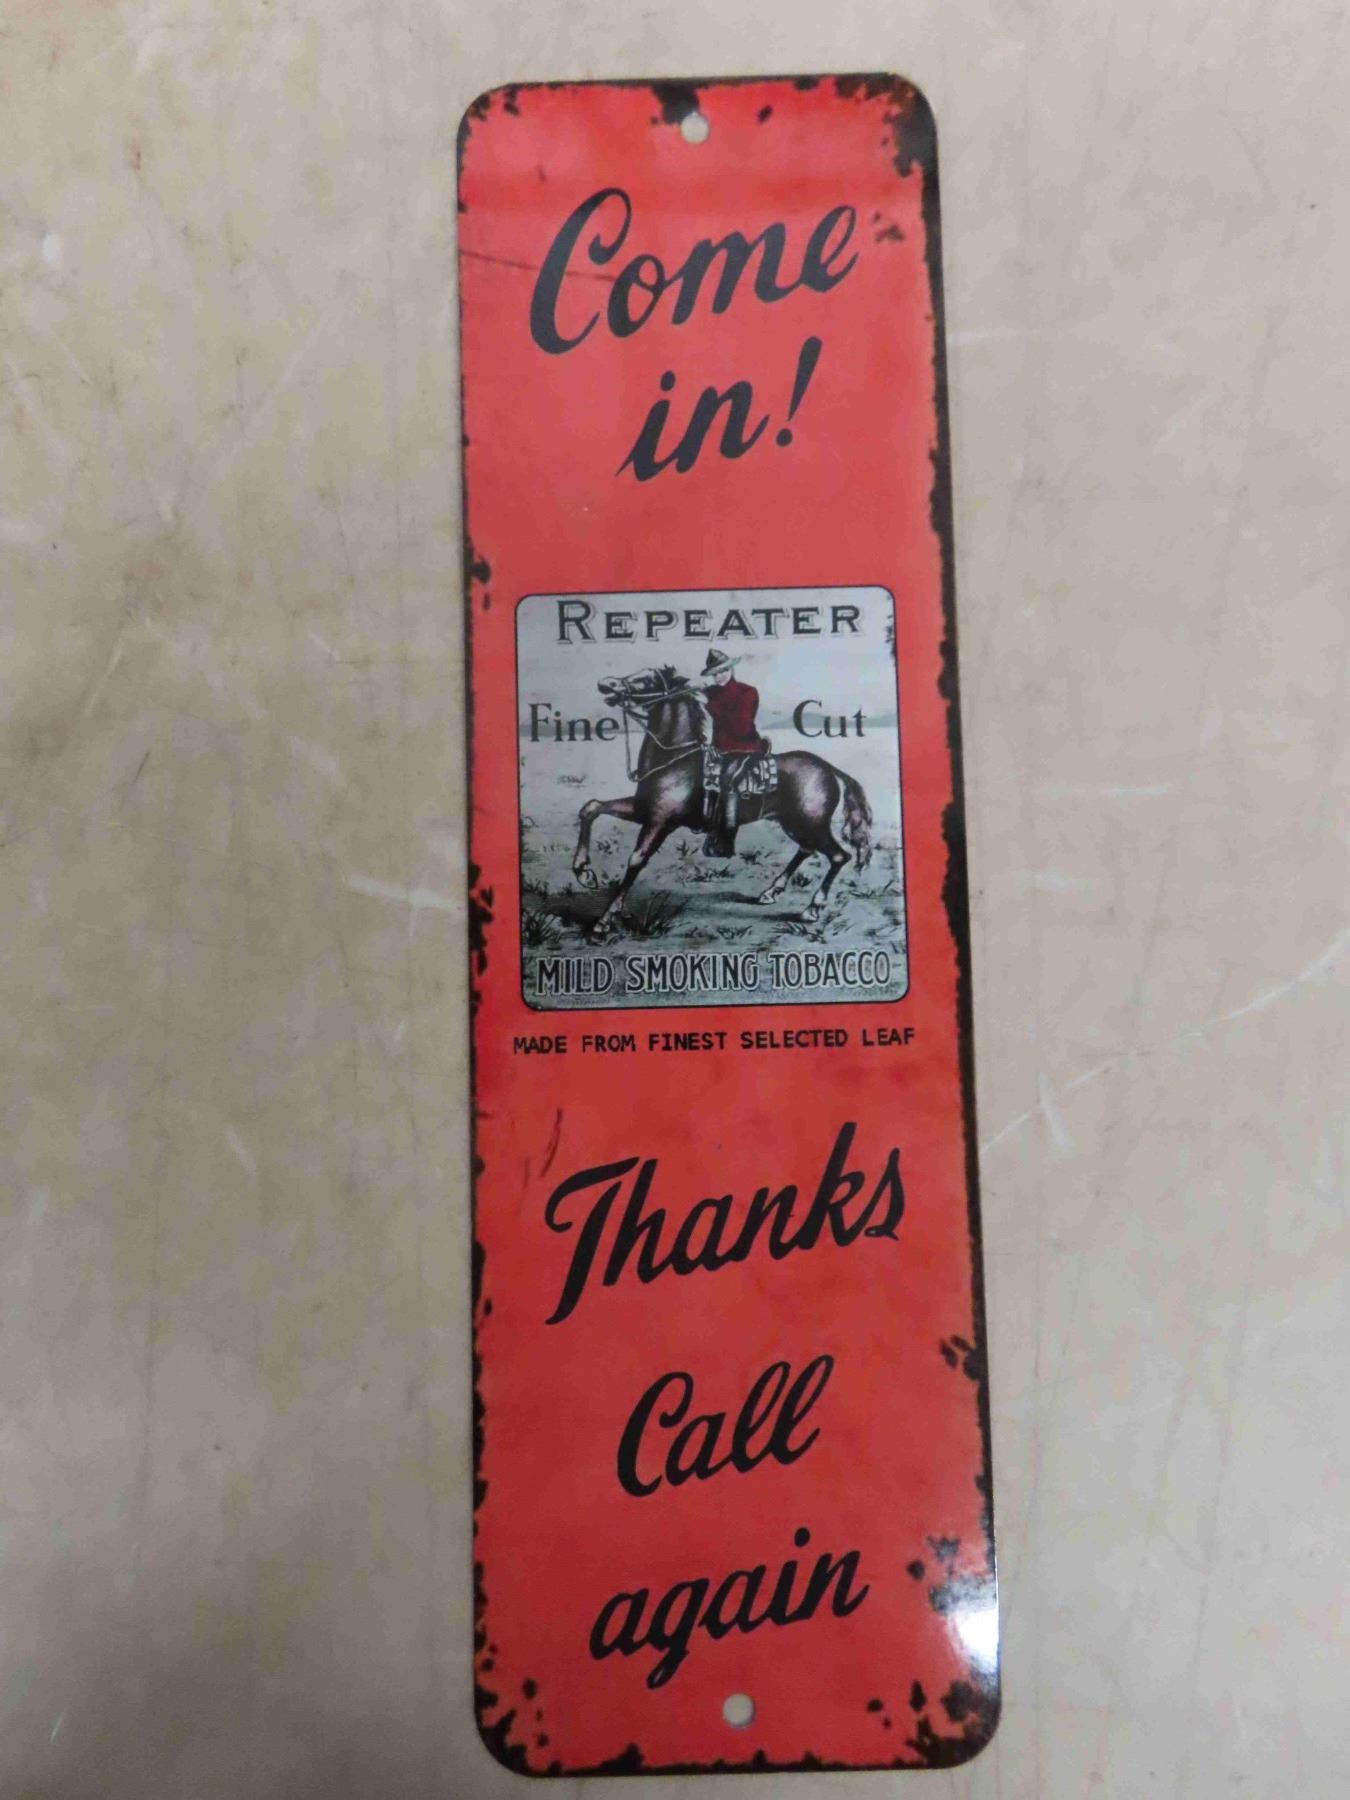 Come
in!
REPEATER
Fine Cut
MILD SMOKING TOBACCO
MADE FROM FINEST SELECTED LEAF
Thanks
Call
again